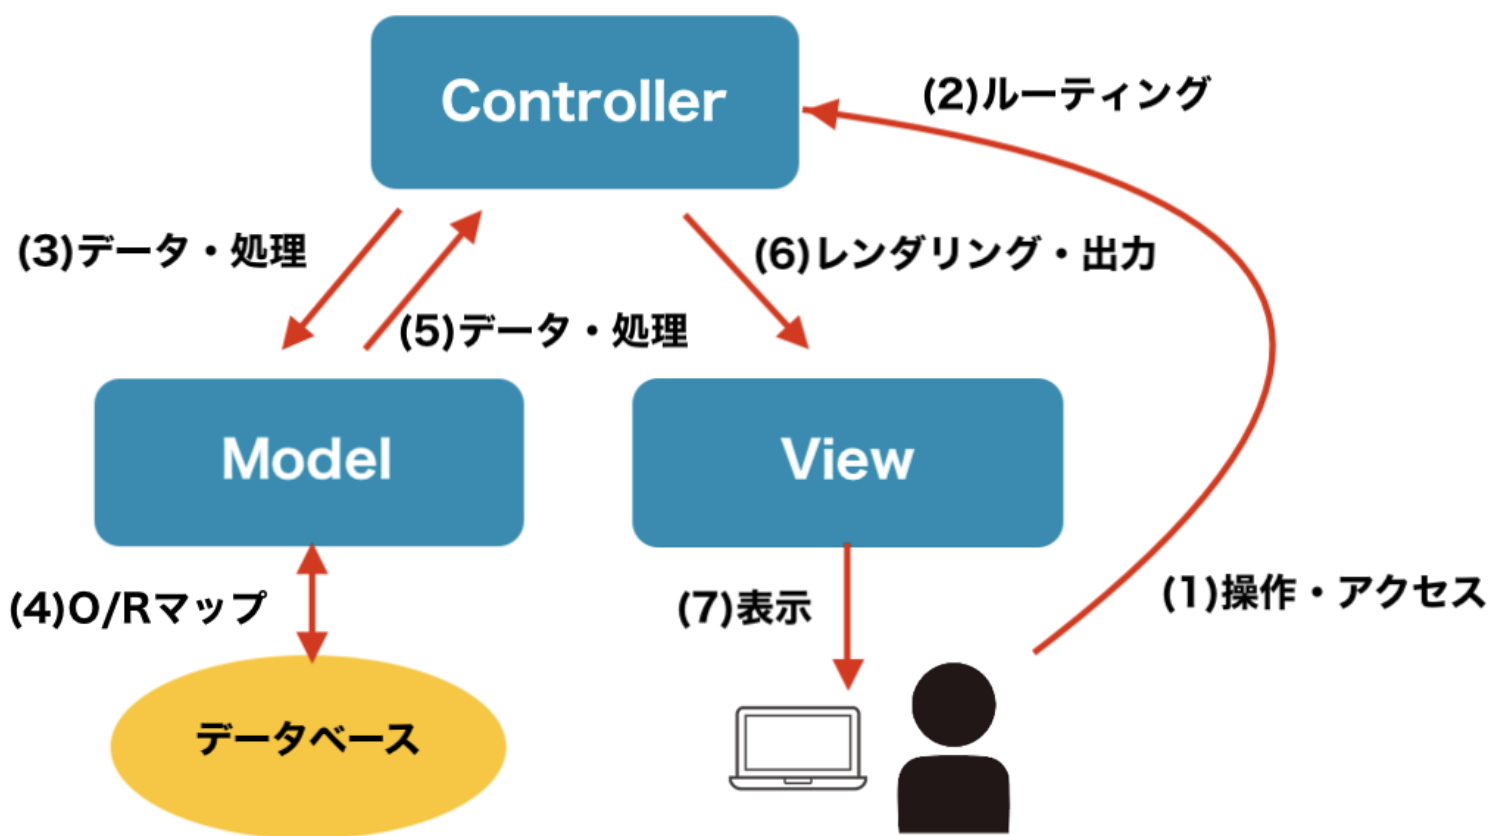 Controller
(2)ルーティング
(3)データ・処理
(6)レンダリング・出力
(5)データ・処理
Model
View
(4)O/Rマップ
(7)表示
(1)操作・アクセス
データベース